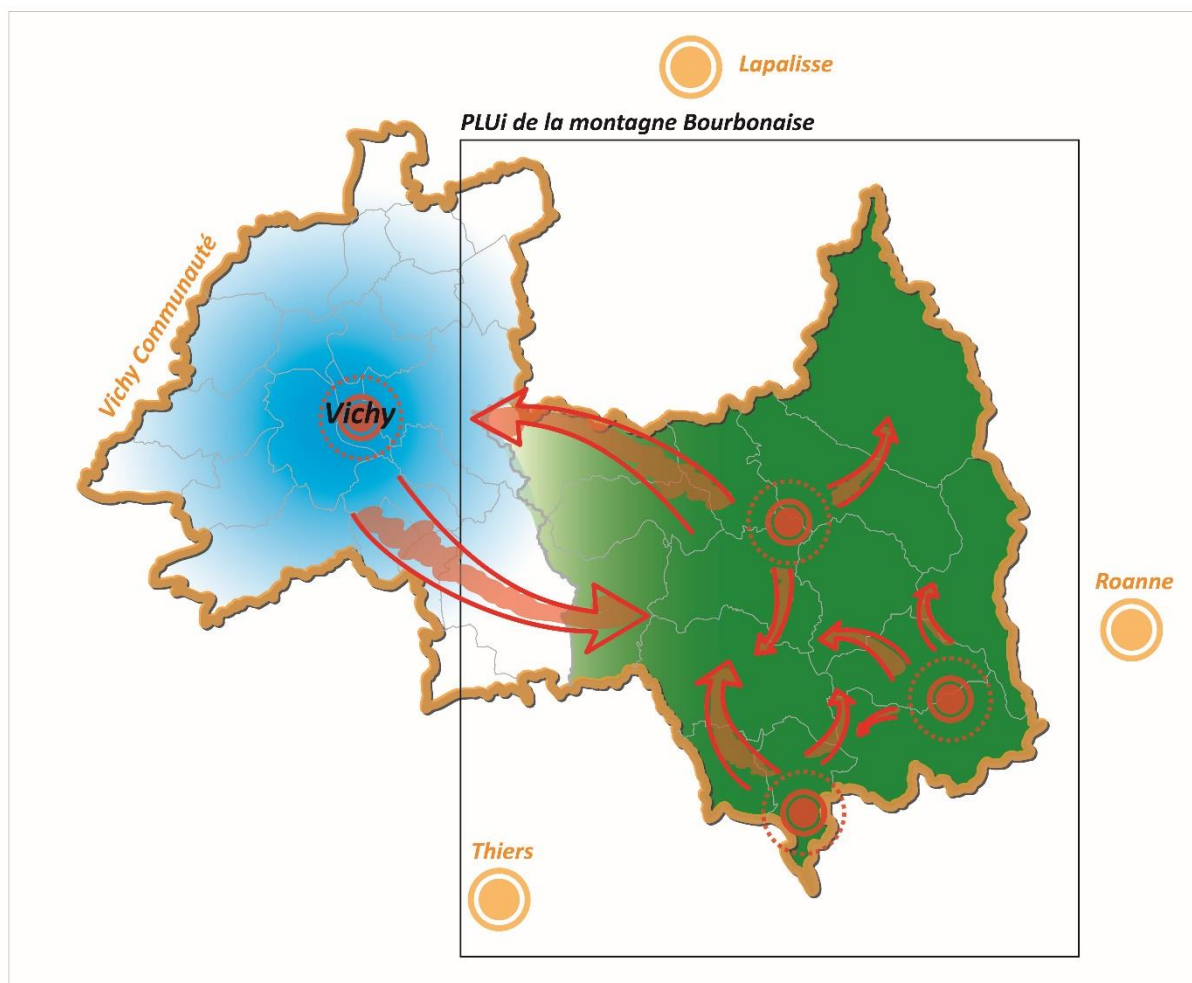 Lapalisse
PLUi de la montagne Bourbonaise
Vichy Communauté
Vichy
Roanne
Thiers